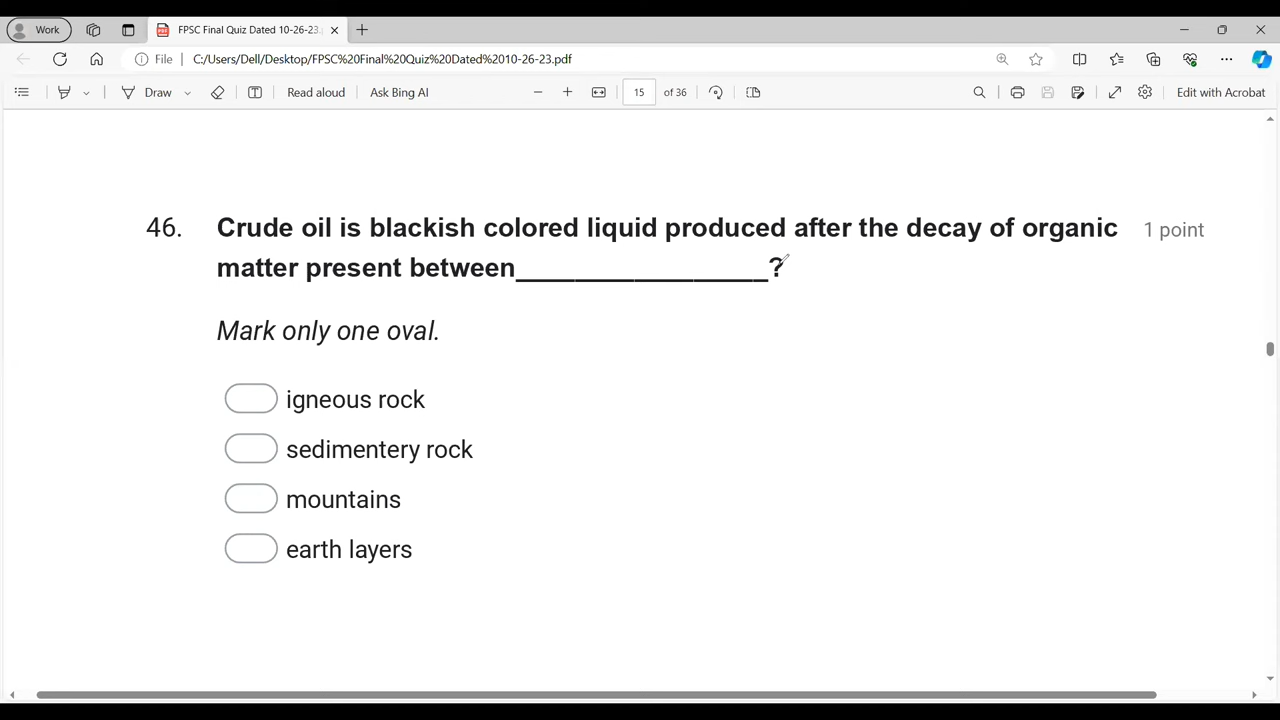 Work
FPSC Final Quiz Dated 10-26-23.
File
C:/Users/Dell/Desktop/FPSC%20Final%20Quiz%20Dated%2010-26-23.pdf
Draw
Read aloud
Ask Bing AI
15 of 36
Edit with Acrobat
46. Crude oil is blackish colored liquid produced after the decay of organic 1 point
matter present between_________________?
Mark only one oval.
igneous rock
sedimentery rock
mountains
earth layers